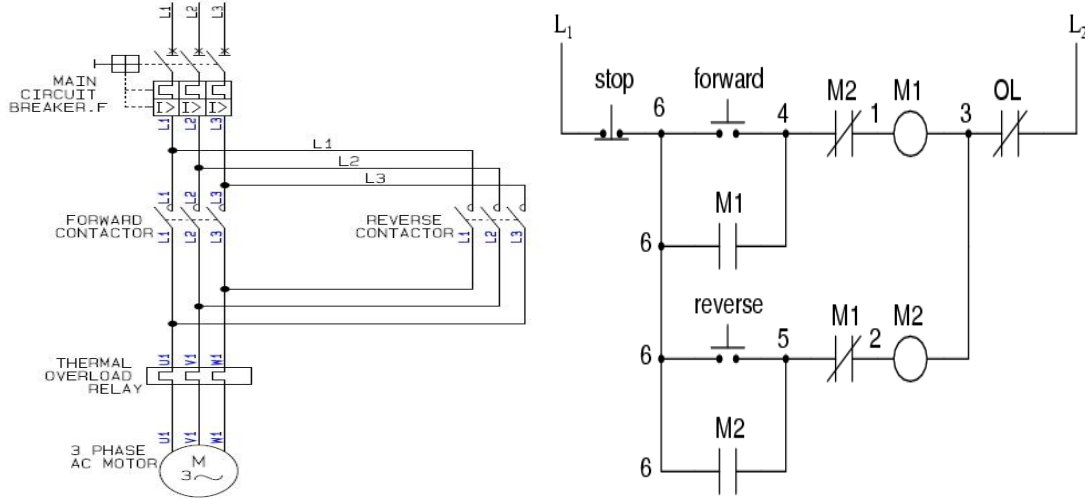 L1 L2 L3
MAIN
CIRCUIT
BREAKER.F
I> I> I>
L1 L2 L3
L1
L2
L3
L1 L2 L3
FORWARD
CONTACTOR
L1 L2 L3
REVERSE
CONTACTOR
L1 L2 L3
THERMAL
OVERLOAD
RELAY
U1 V1 W1
U1 V1 W1
3 PHASE
AC MOTOR
M
3~
L1 L2
stop 6 forward 4 M2 1 M1 3 OL
M1
6
reverse
6 5 M1 2 M2
M2
6